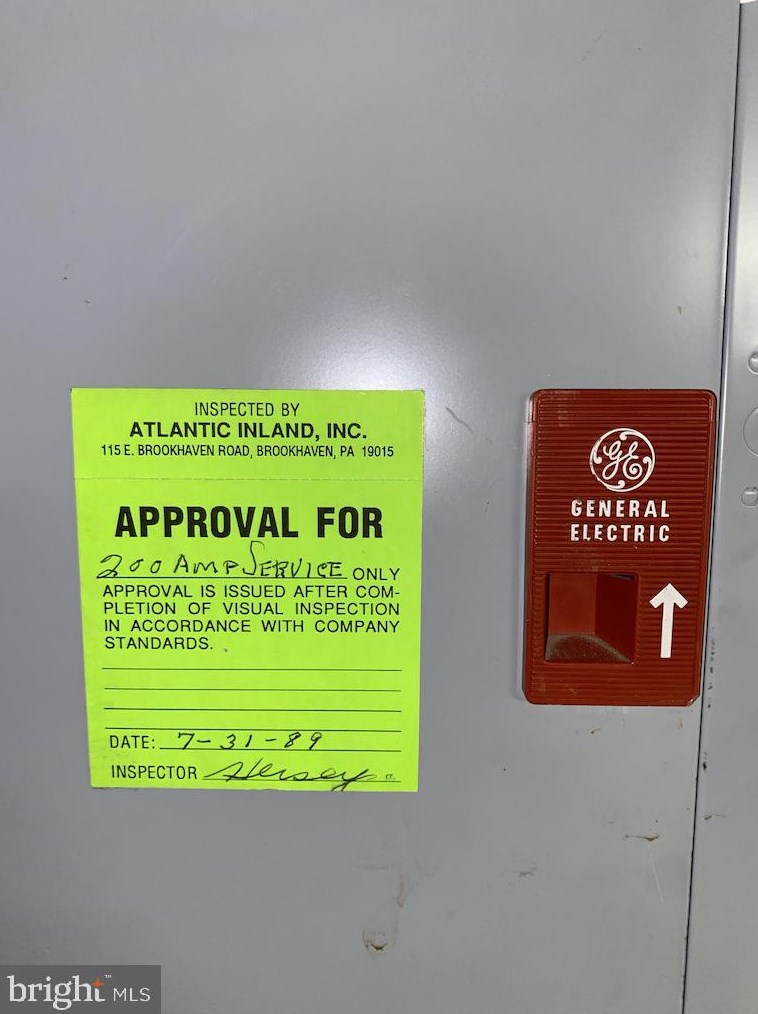 INSPECTED BY
ATLANTIC INLAND, INC.
115 E. BROOKHAVEN ROAD, BROOKHAVEN, PA 19015
APPROVAL FOR
200 AMP SERVICE ONLY
APPROVAL IS ISSUED AFTER COM-
PLETION OF VISUAL INSPECTION
IN ACCORDANCE WITH COMPANY
STANDARDS.
DATE: 7-31-89
INSPECTOR Hersey
GE
GENERAL
ELECTRIC
bright™ MLS